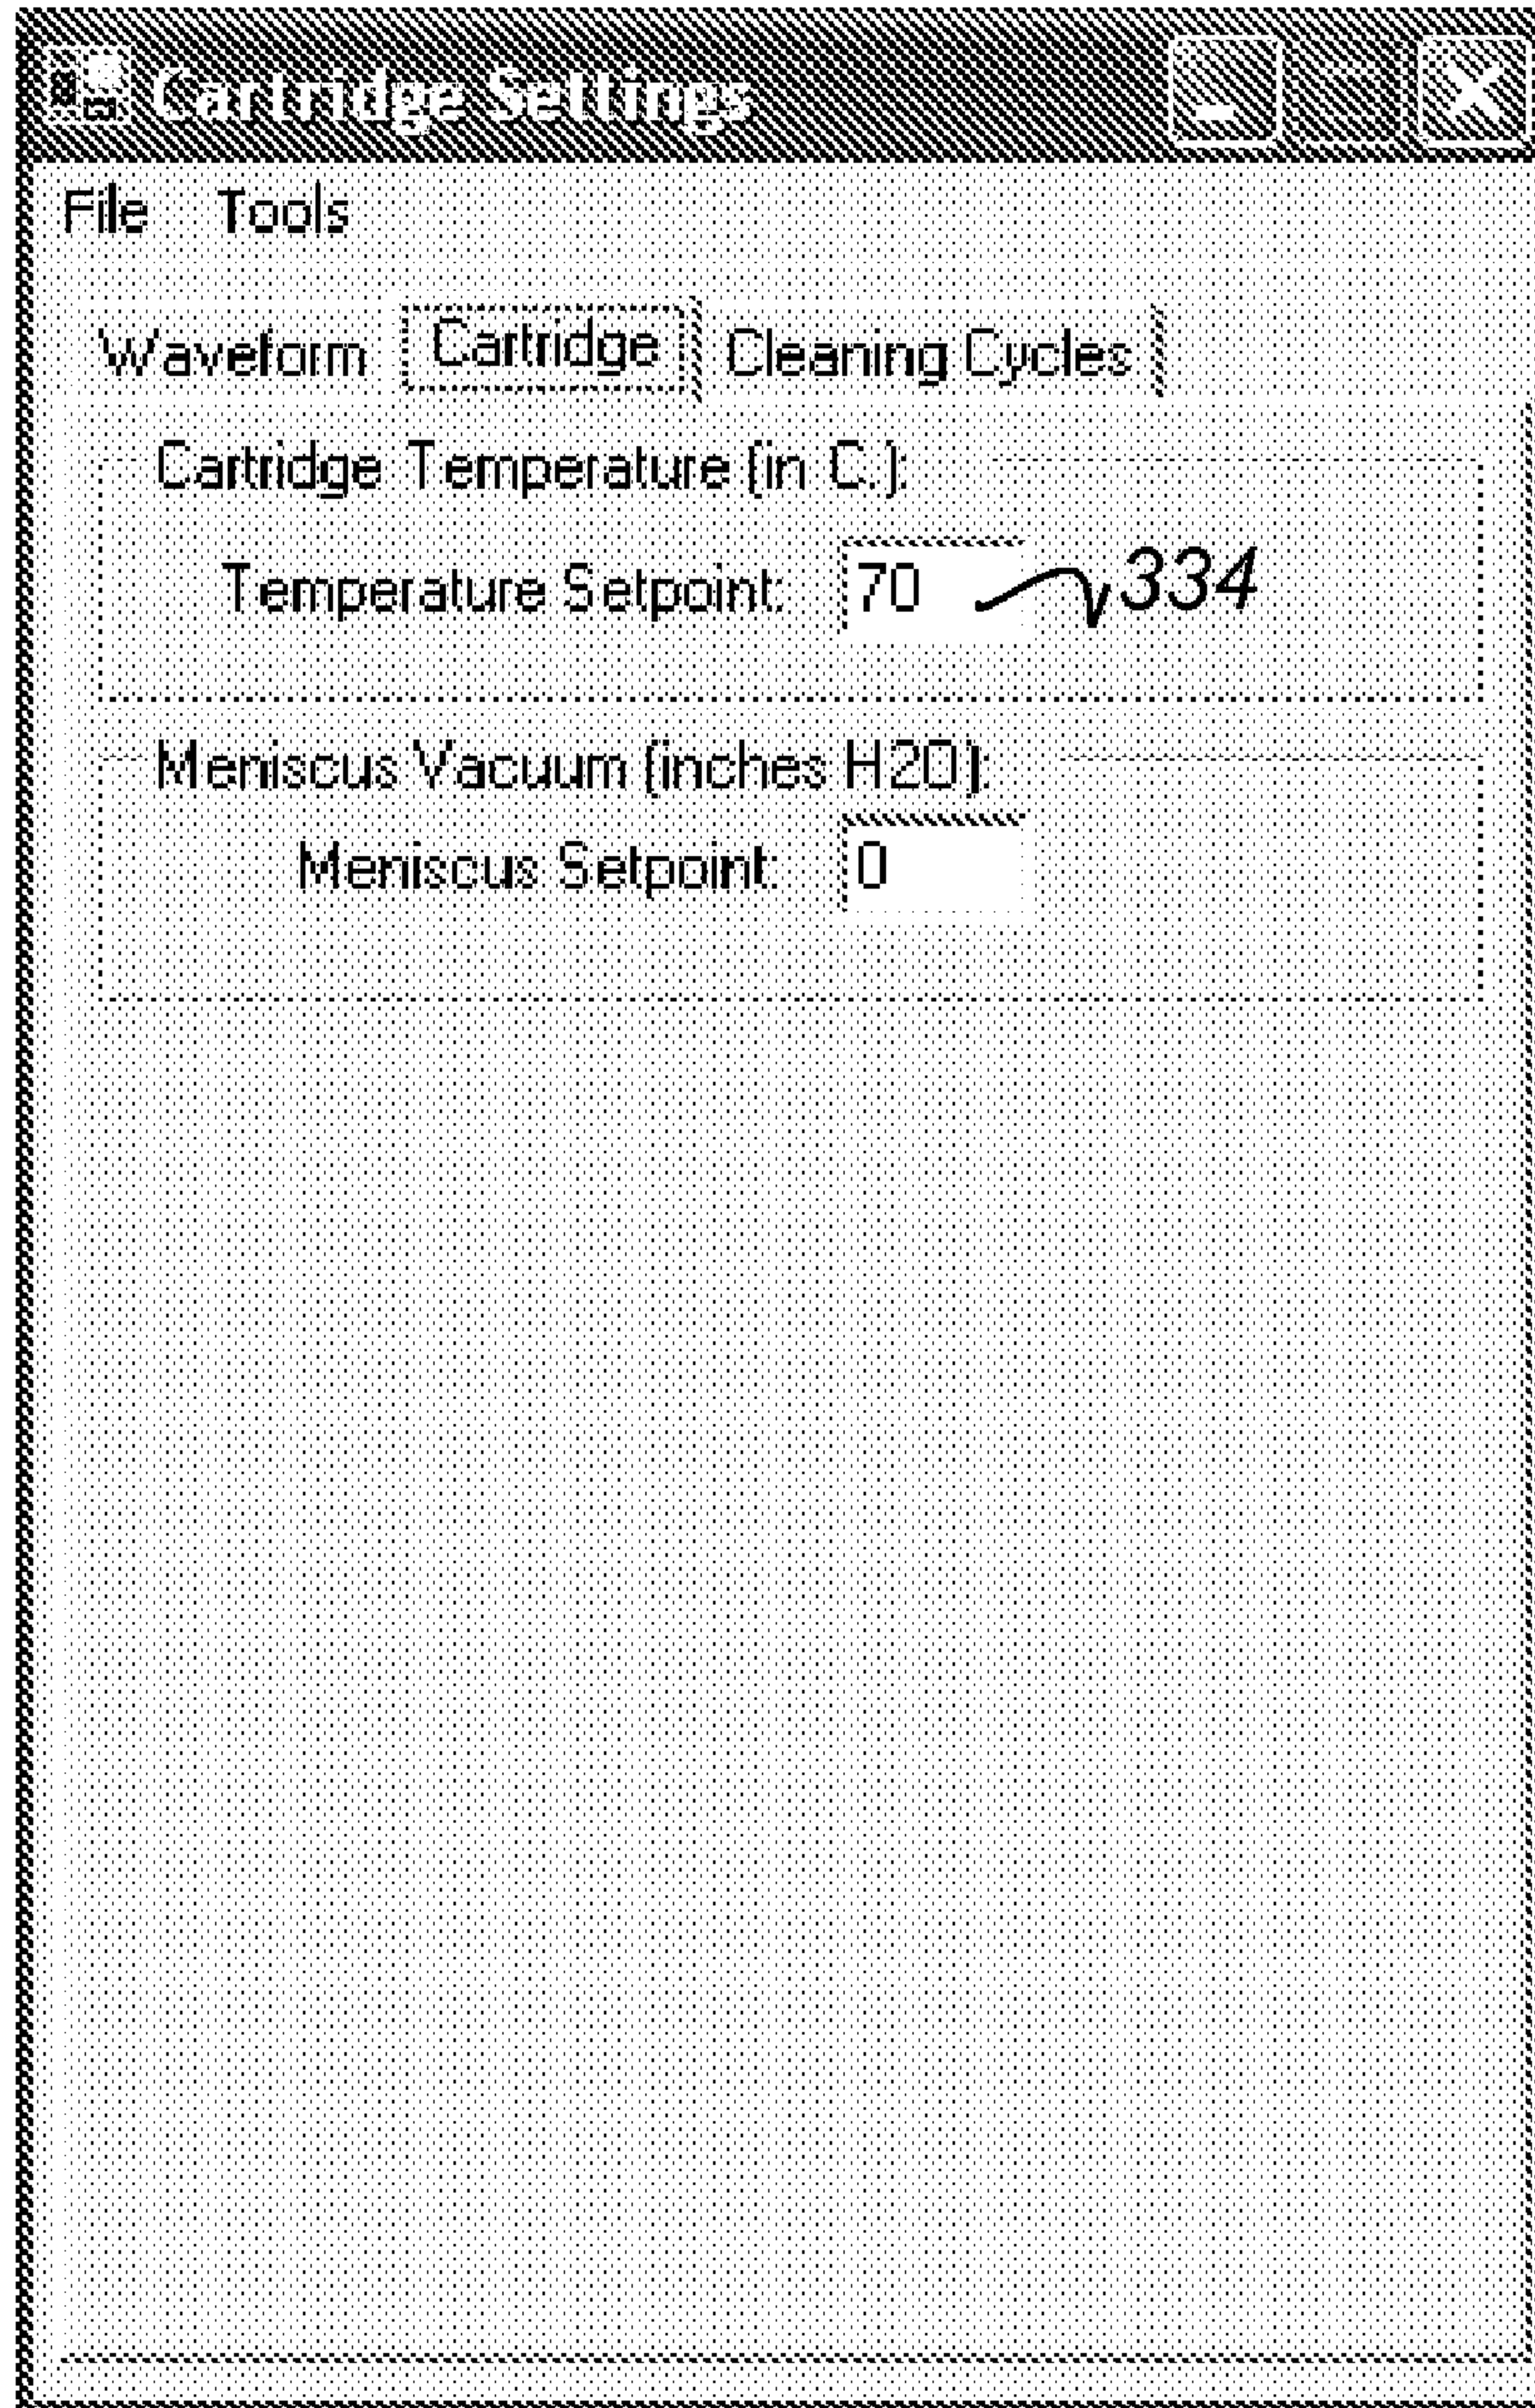 Cartridge Settings
File Tools
Waveform Cartridge Cleaning Cycles
Cartridge Temperature (in C.):
Temperature Setpoint: 70 334
Meniscus Vacuum (inches H2O):
Meniscus Setpoint: 0